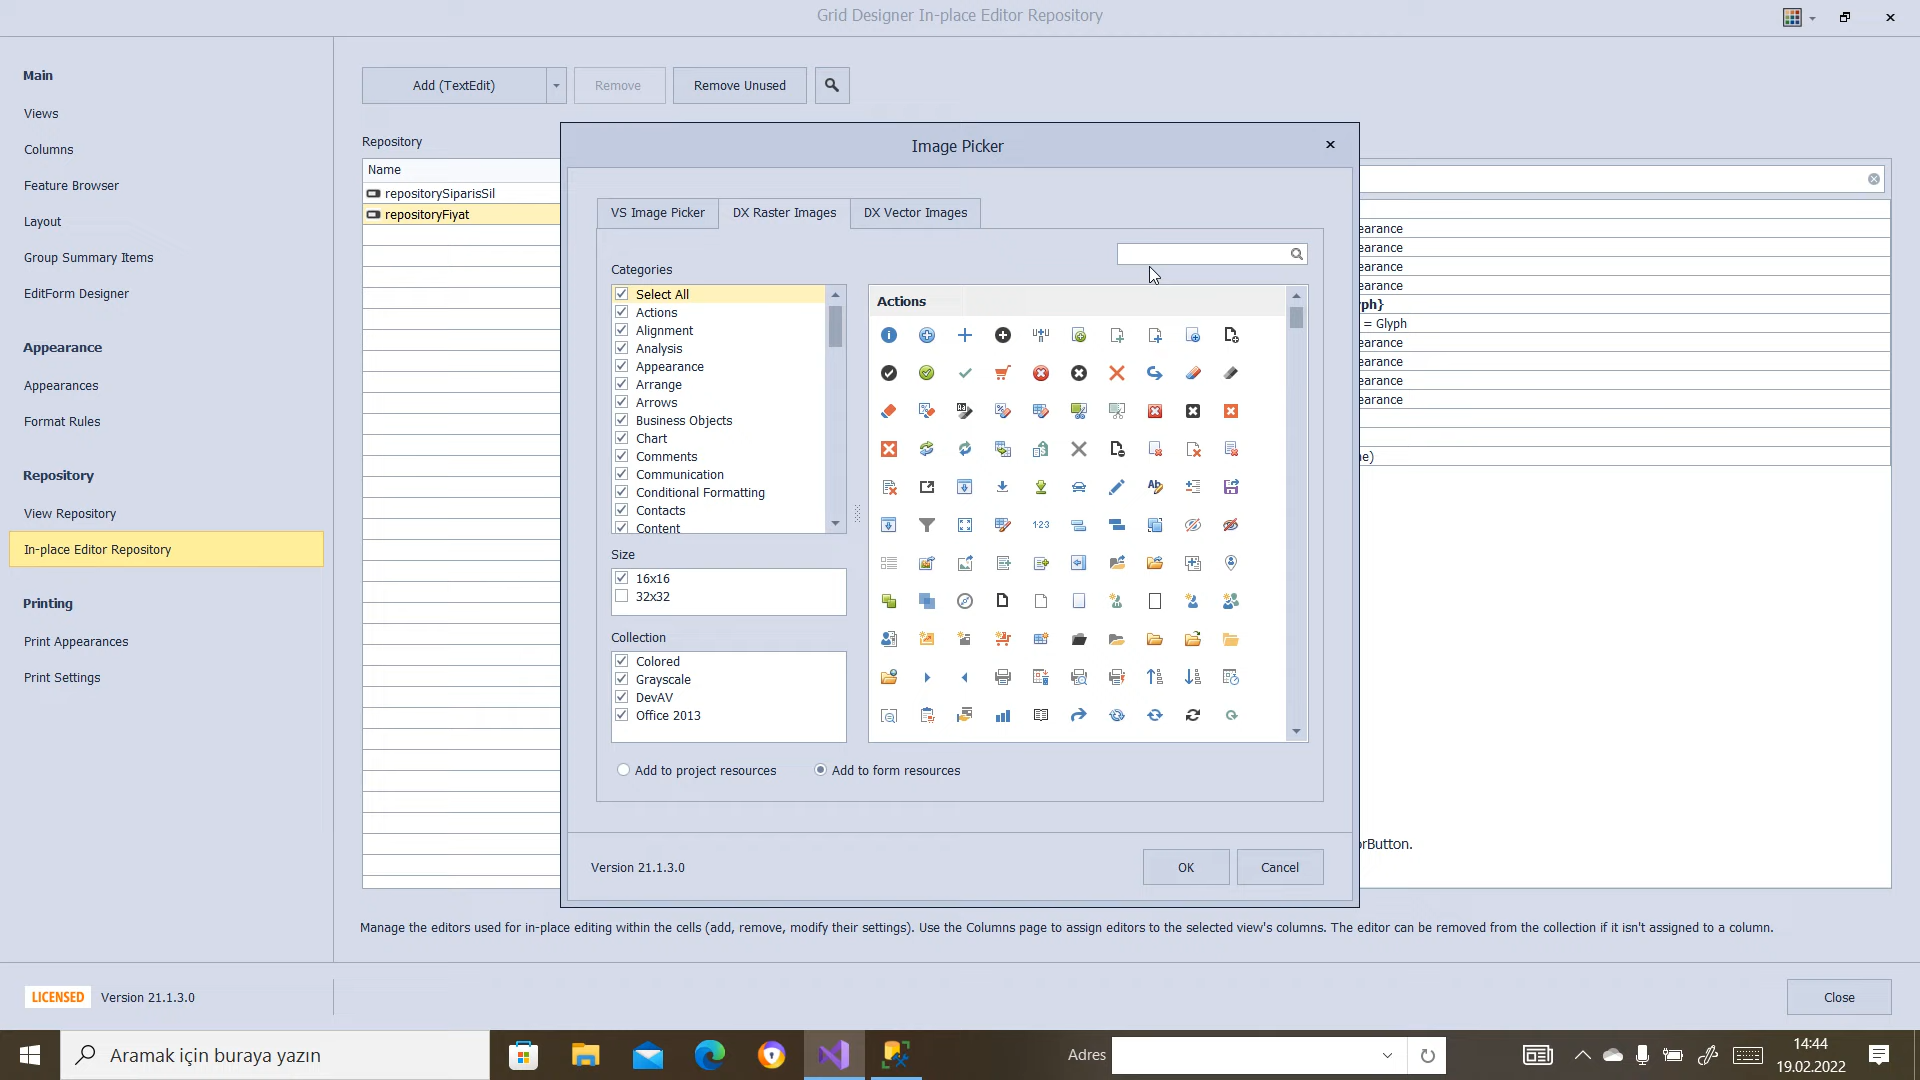 Grid Designer In-place Editor Repository
Main
Views
Columns
Feature Browser
Layout
Group Summary Items
EditForm Designer
Appearance
Appearances
Format Rules
Repository
View Repository
In-place Editor Repository
Printing
Print Appearances
Print Settings
Add (TextEdit)
Remove
Remove Unused
Repository
Name
repositorySiparisSil
repositoryFiyat
Image Picker
VS Image Picker
DX Raster Images
DX Vector Images
Categories
Select All
Actions
Alignment
Analysis
Appearance
Arrange
Arrows
Business Objects
Chart
Comments
Communication
Conditional Formatting
Contacts
Content
Size
16x16
32x32
Collection
Colored
Grayscale
DevAV
Office 2013
Actions
Add to project resources
Add to form resources
Version 21.1.3.0
OK
Cancel
earance
earance
earance
earance
ph}
= Glyph
earance
earance
earance
earance
e)
rButton.
Manage the editors used for in-place editing within the cells (add, remove, modify their settings). Use the Columns page to assign editors to the selected view's columns. The editor can be removed from the collection if it isn't assigned to a column.
LICENSED Version 21.1.3.0
Close
Aramak için buraya yazın
Adres
14:44
19.02.2022